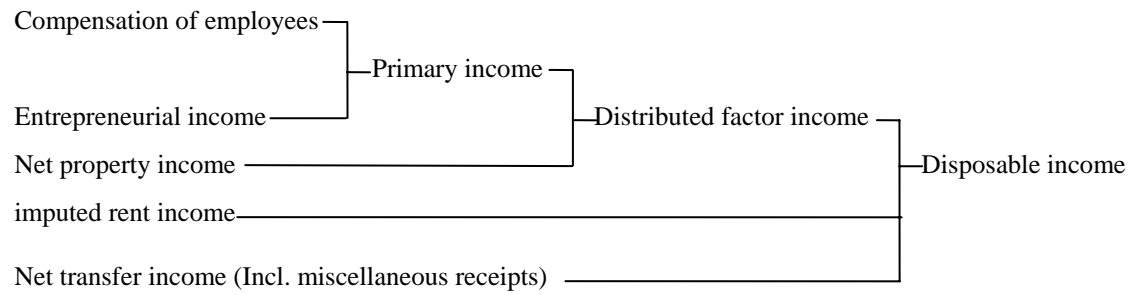 Compensation of employees
Primary income
Entrepreneurial income
Distributed factor income
Net property income
Disposable income
imputed rent income
Net transfer income (Incl. miscellaneous receipts)